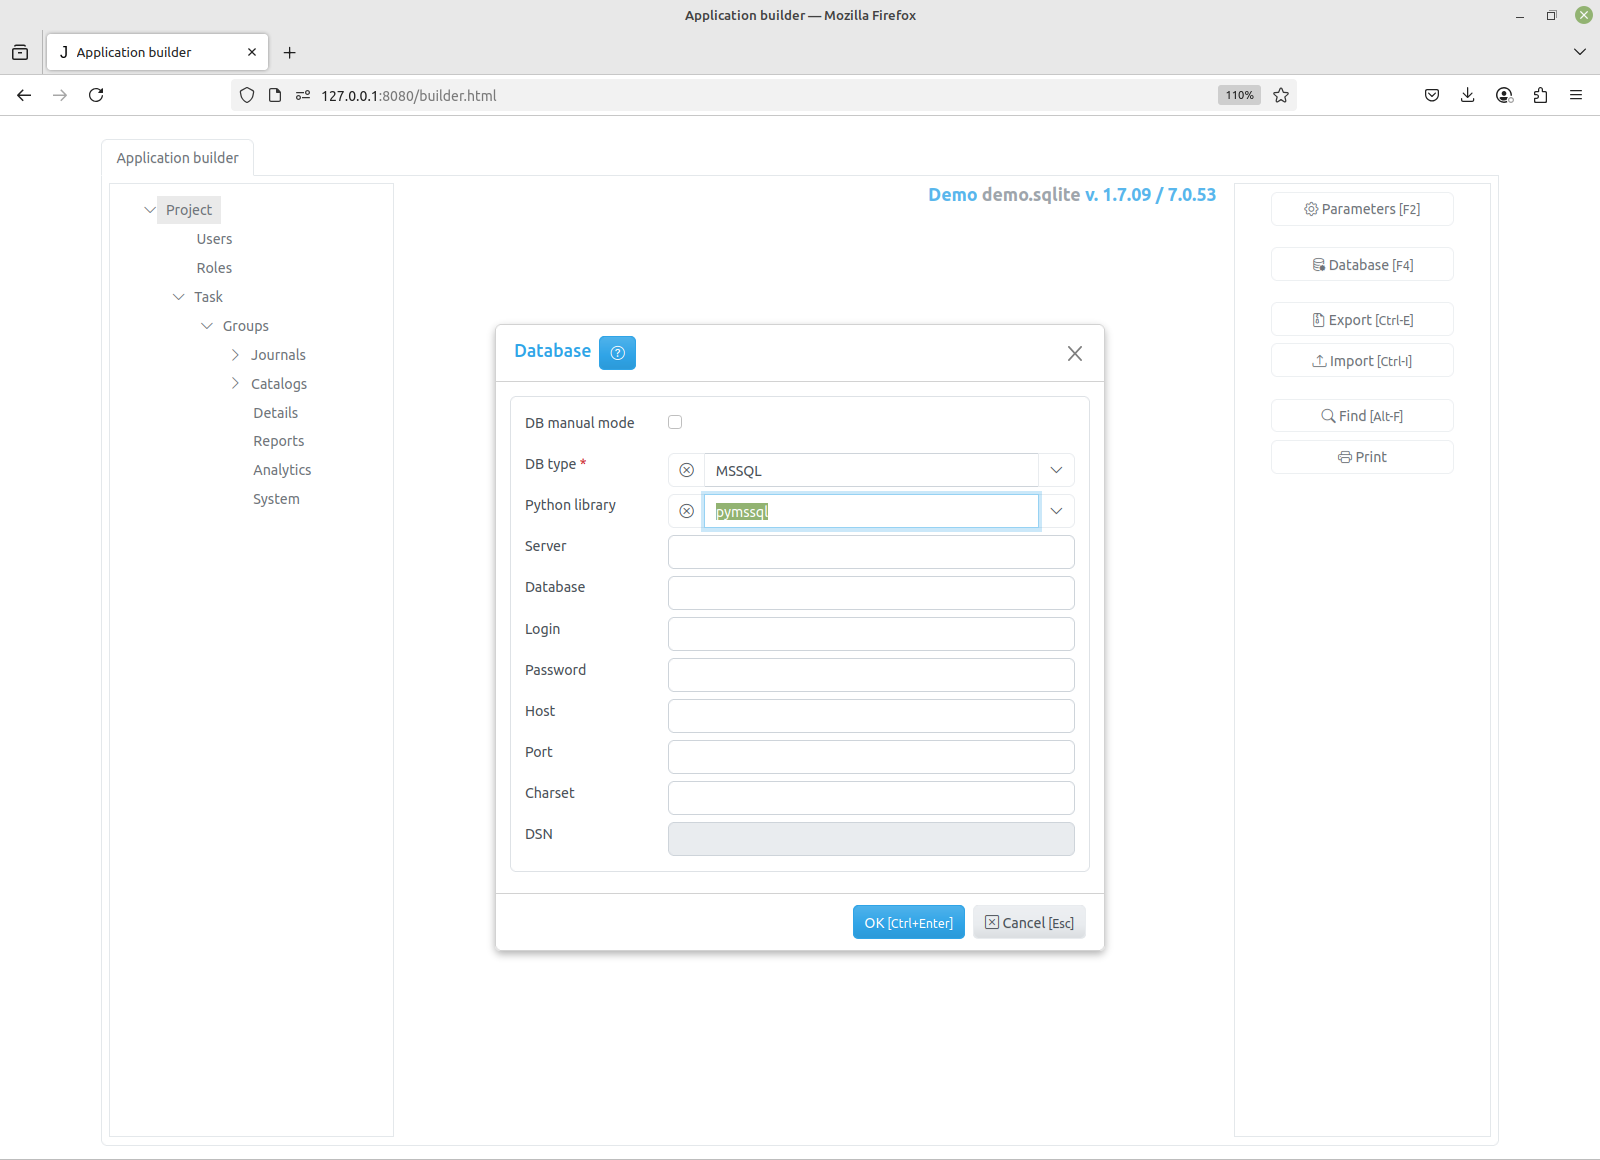 Application builder — Mozilla Firefox
J Application builder
127.0.0.1:8080/builder.html
110%
Application builder
Project
Users
Roles
Task
Groups
Journals
Catalogs
Details
Reports
Analytics
System
Demo demo.sqlite v. 1.7.09 / 7.0.53
Parameters [F2]
Database [F4]
Export [Ctrl-E]
Import [Ctrl-I]
Find [Alt-F]
Print
Database
DB manual mode
DB type * MSSQL
Python library pymssql
Server
Database
Login
Password
Host
Port
Charset
DSN
OK [Ctrl+Enter] Cancel [Esc]